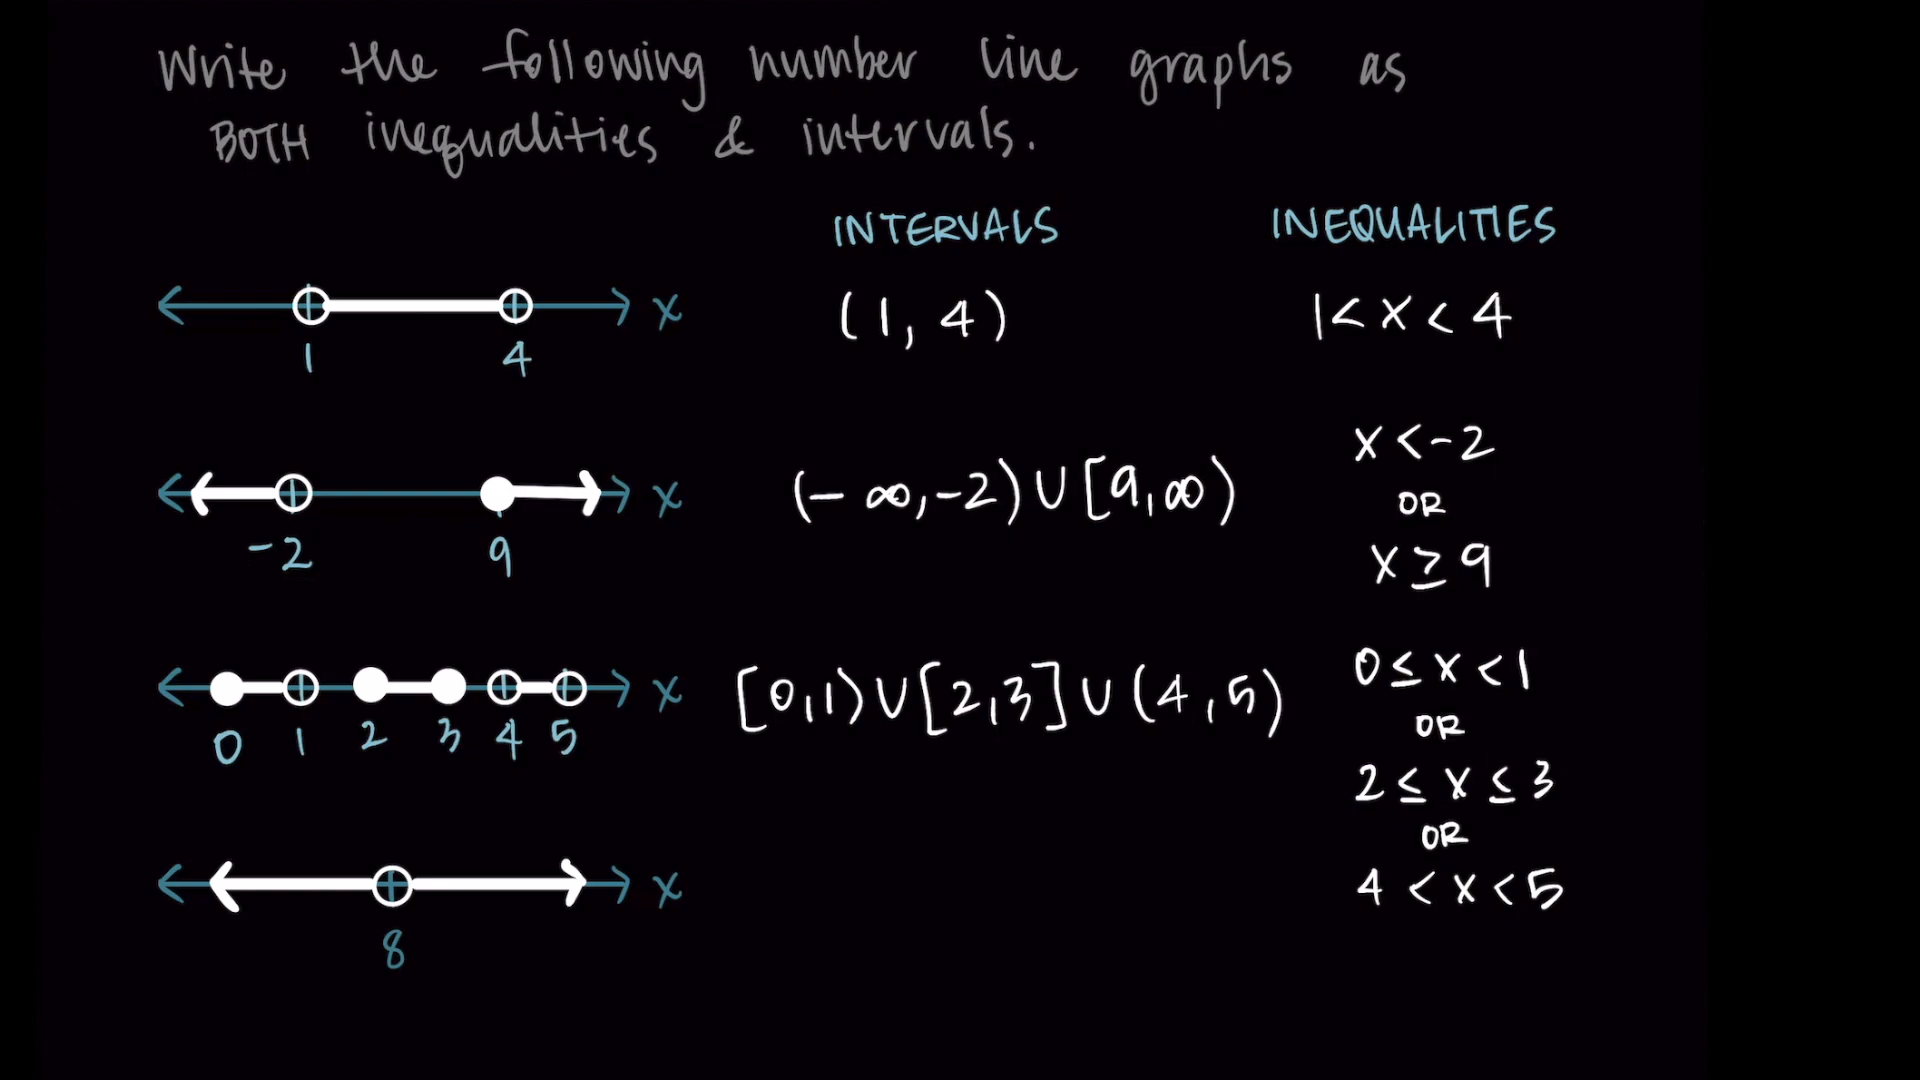 Write the following number line graphs as
BOTH inequalities & intervals.
INTERVALS INEQUALITIES
x (1, 4) 1 < x < 4
1 4
x < -2
x (-∞, -2) ∪ [9, ∞) OR
-2 9 x ≥ 9
x [0,1) ∪ [2,3] ∪ (4,5) 0 ≤ x < 1
0 1 2 3 4 5 OR
2 ≤ x ≤ 3
OR
x 4 < x < 5
8